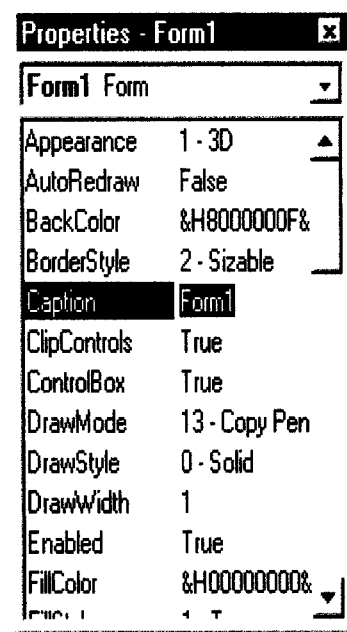 Properties - Form1
Form1 Form
Appearance 1 - 3D
AutoRedraw False
BackColor &H8000000F&
BorderStyle 2 - Sizable
Caption Form1
ClipControls True
ControlBox True
DrawMode 13 - Copy Pen
DrawStyle 0 - Solid
DrawWidth 1
Enabled True
FillColor &H00000000&